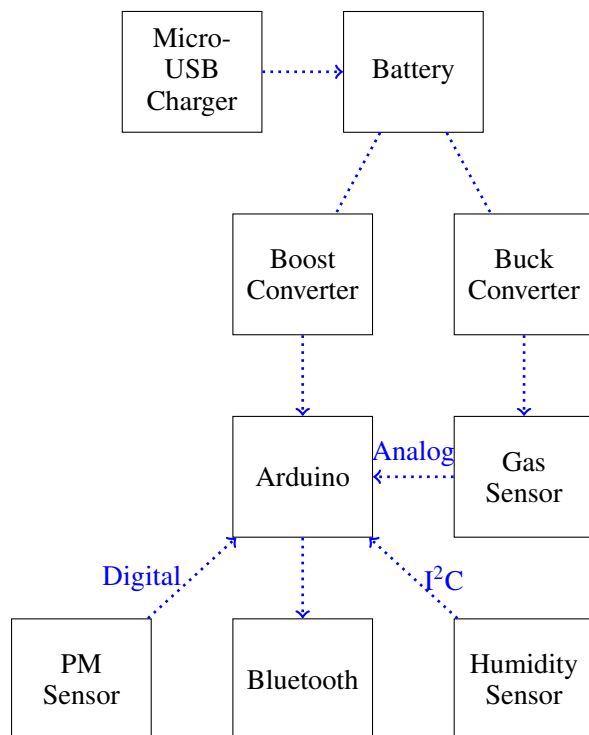 Micro-
USB
Charger
Battery
Boost
Converter
Buck
Converter
Analog
Arduino
Gas
Sensor
Digital
I²C
PM
Sensor
Bluetooth
Humidity
Sensor